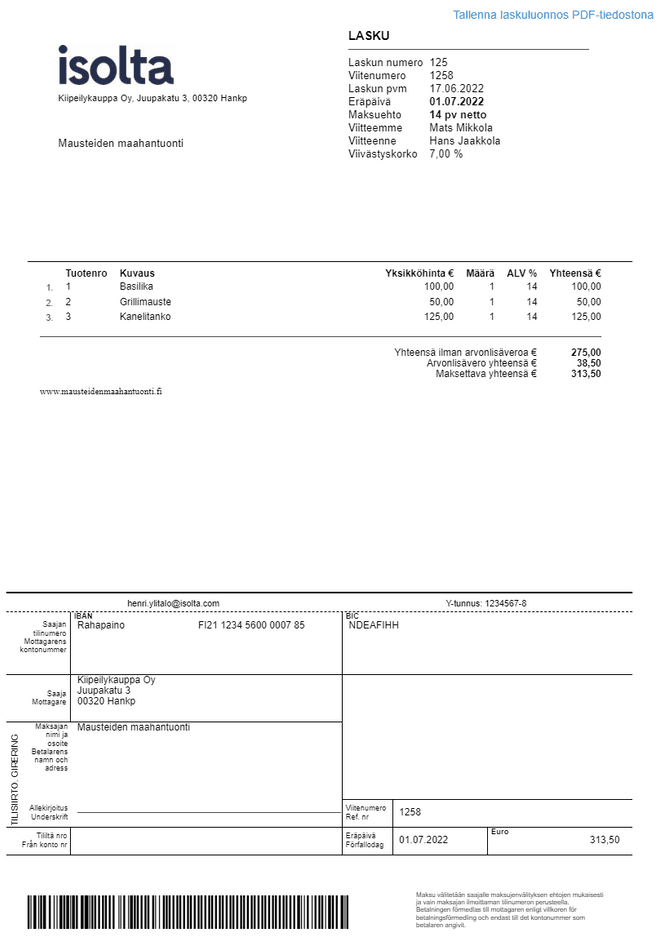 Tallenna laskuluonnos PDF-tiedostona
LASKU
isolta
Kiipeilykauppa Oy, Juupakatu 3, 00320 Hankp
Mausteiden maahantuonti
Laskun numero 125
Viitenumero 1258
Laskun pvm 17.06.2022
Eräpäivä 01.07.2022
Maksuehto 14 pv netto
Viitteemme Mats Mikkola
Viitteenne Hans Jaakkola
Viivästyskorko 7,00 %
Tuotenro Kuvaus Yksikköhinta € Määrä ALV % Yhteensä €
1. 1 Basilika 100,00 1 14 100,00
2. 2 Grillimauste 50,00 1 14 50,00
3. 3 Kanelitanko 125,00 1 14 125,00
Yhteensä ilman arvonlisäveroa € 275,00
Arvonlisävero yhteensä € 38,50
Maksettava yhteensä € 313,50
www.mausteidenmaahantuonti.fi
henri.ylitalo@isolta.com Y-tunnus: 1234567-8
IBAN BIC
Saajan
tilinumero
Mottagarens
kontonummer
Rahapaino FI21 1234 5600 0007 85 NDEAFIHH
Saaja
Mottagare
Kiipeilykauppa Oy
Juupakatu 3
00320 Hankp
Maksajan
nimi ja
osoite
Betalarens
namn och
adress
Mausteiden maahantuonti
TILISIIRTO. GIRERING
Allekirjoitus
Underskrift
Viitenumero
Ref. nr
1258
Tililtä nro
Från konto nr
Eräpäivä
Förfallodag
01.07.2022
Euro
313,50
Maksu välitetään saajalle maksujenvälityksen ehtojen mukaisesti
ja vain maksajan ilmoittaman tilinumeron perusteella.
Betalningen förmedlas till mottagaren enligt villkoren för
betalningsförmedling och endast till det kontonummer som
betalaren angivit.